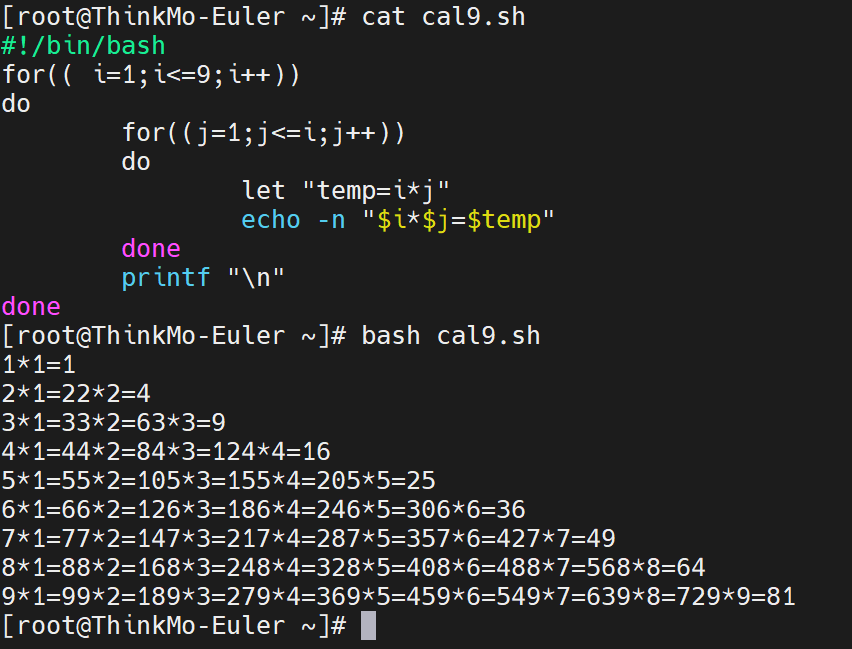 [root@ThinkMo-Euler ~]# cat cal9.sh
#!/bin/bash
for(( i=1;i<=9;i++))
do
        for((j=1;j<=i;j++))
        do
                let "temp=i*j"
                echo -n "$i*$j=$temp"
        done
        printf "\n"
done
[root@ThinkMo-Euler ~]# bash cal9.sh
1*1=1
2*1=22*2=4
3*1=33*2=63*3=9
4*1=44*2=84*3=124*4=16
5*1=55*2=105*3=155*4=205*5=25
6*1=66*2=126*3=186*4=246*5=306*6=36
7*1=77*2=147*3=217*4=287*5=357*6=427*7=49
8*1=88*2=168*3=248*4=328*5=408*6=488*7=568*8=64
9*1=99*2=189*3=279*4=369*5=459*6=549*7=639*8=729*9=81
[root@ThinkMo-Euler ~]#